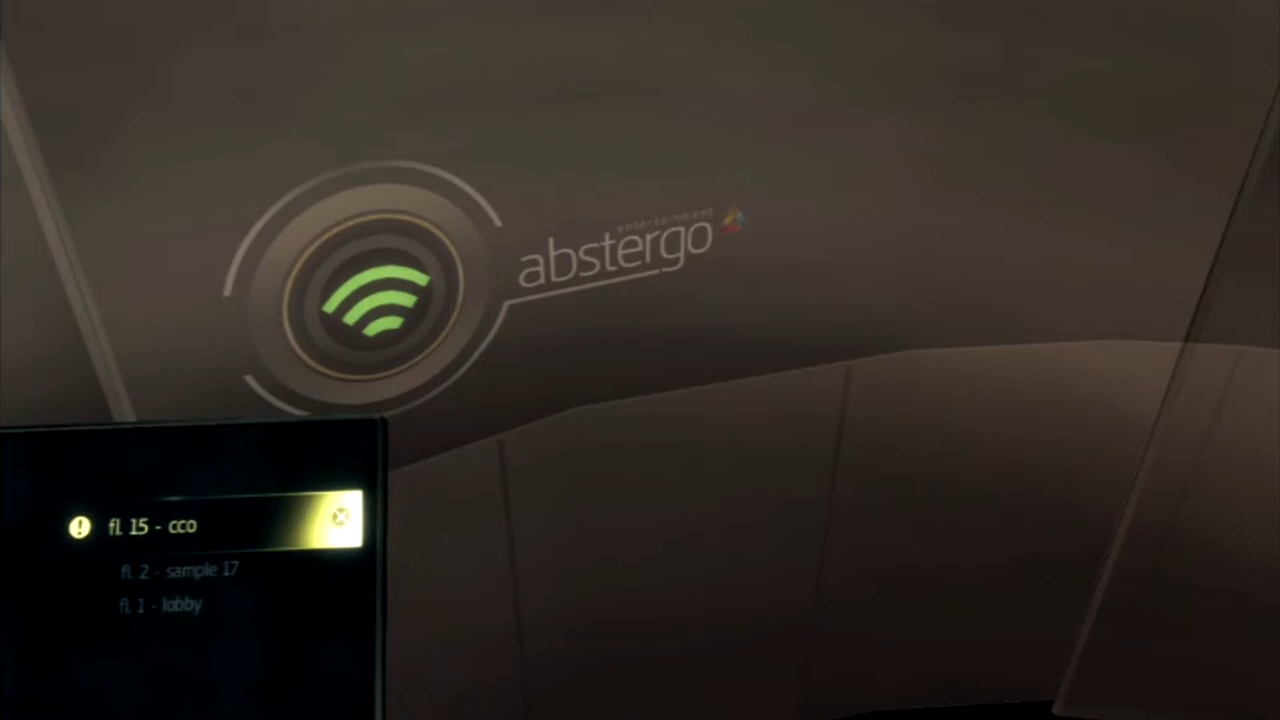 entertainment
abstergo
fl. 15 - cco
fl. 2 - sample 17
fl. 1 - lobby